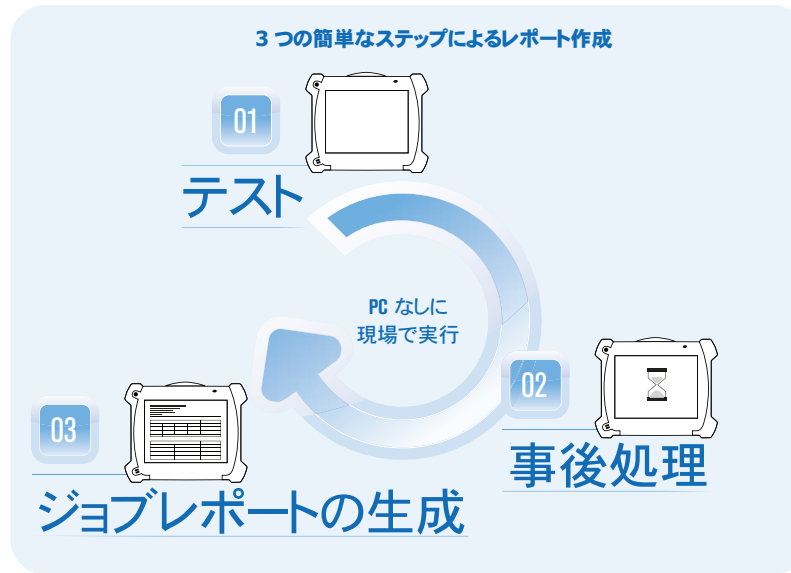 3 つの簡単なステップによるレポート作成
01
テスト
PC なしに
現場で実行
02
事後処理
03
ジョブレポートの生成